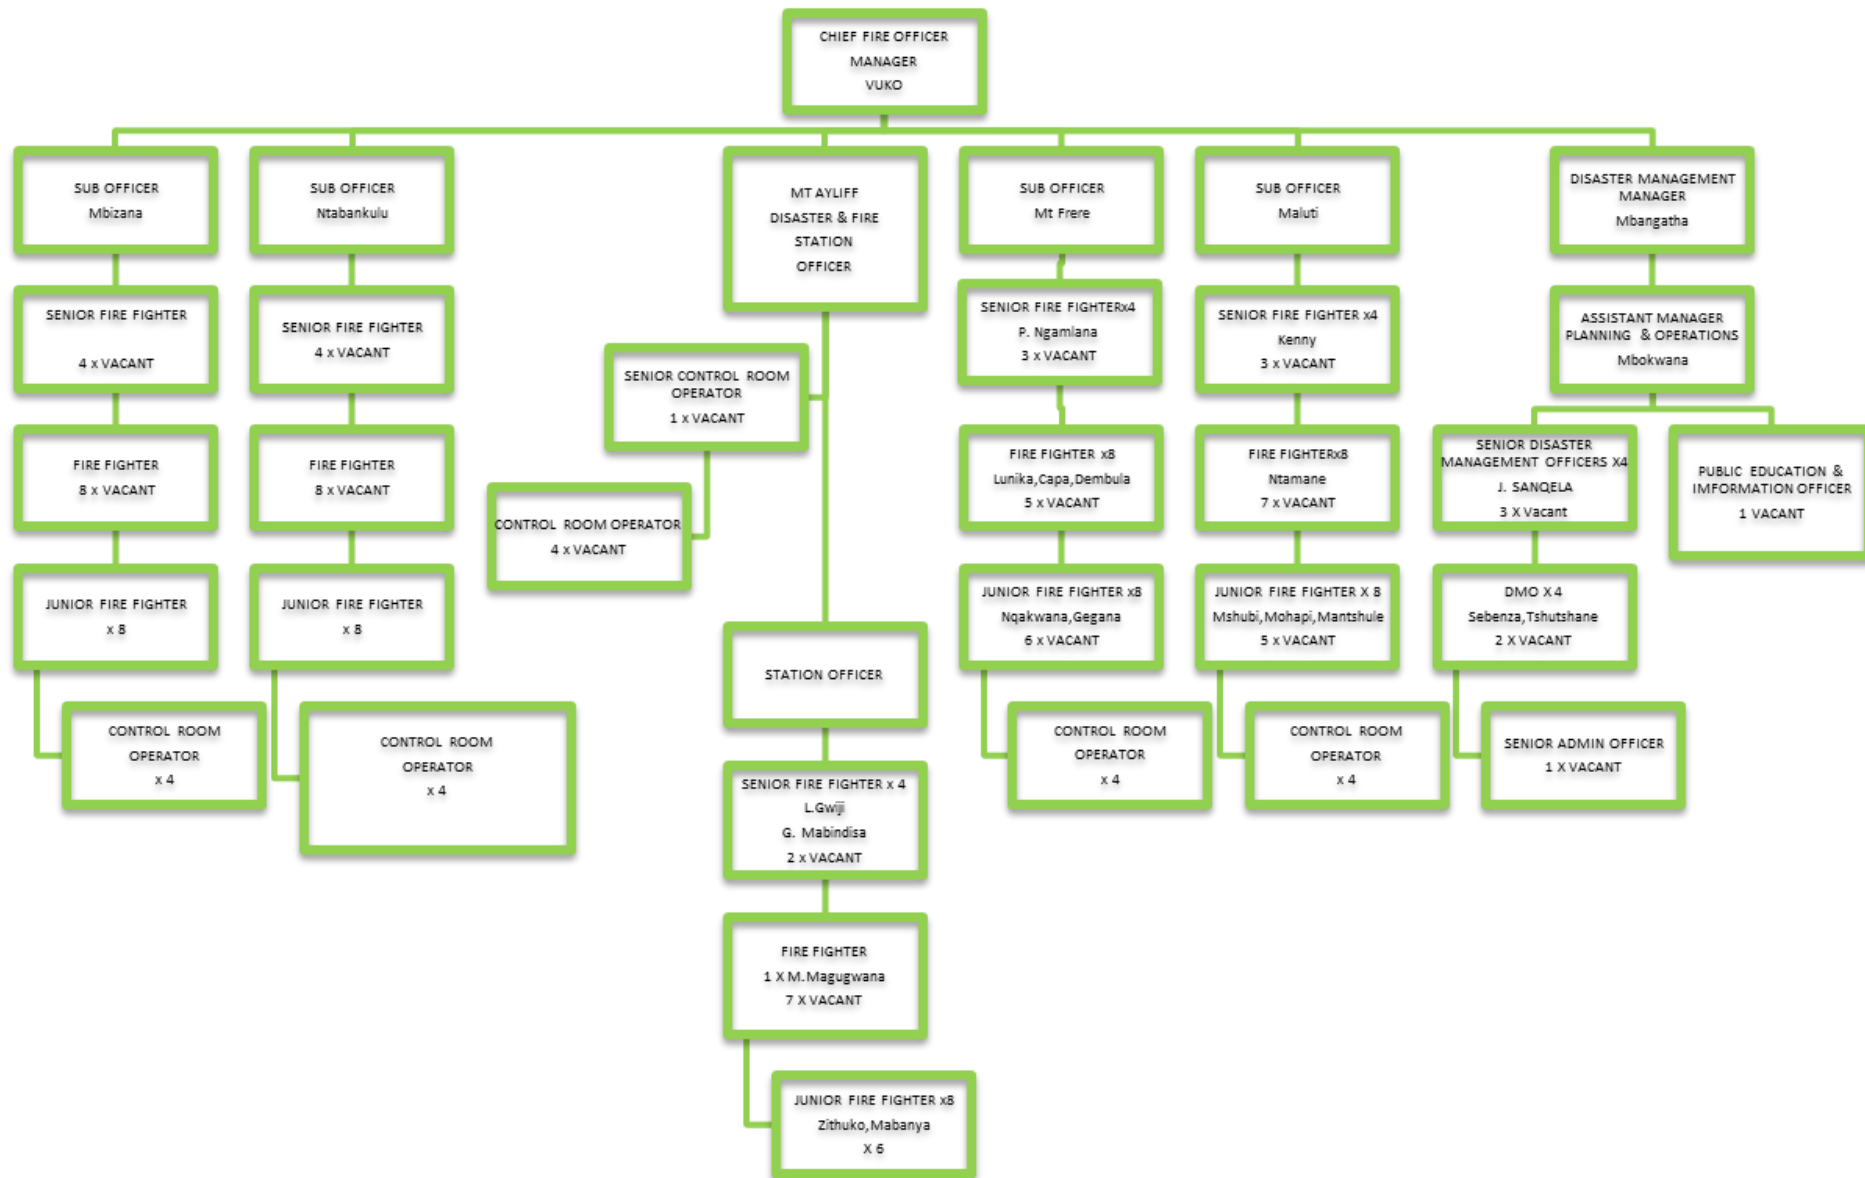 CHIEF FIRE OFFICER
MANAGER
VUKO
SUB OFFICER
Mbizana
SENIOR FIRE FIGHTER
4 x VACANT
FIRE FIGHTER
8 x VACANT
JUNIOR FIRE FIGHTER
x 8
CONTROL ROOM
OPERATOR
x 4
SUB OFFICER
Ntabankulu
SENIOR FIRE FIGHTER
4 x VACANT
FIRE FIGHTER
8 x VACANT
JUNIOR FIRE FIGHTER
x 8
CONTROL ROOM
OPERATOR
x 4
MT AYLIFF
DISASTER & FIRE
STATION
OFFICER
SENIOR CONTROL ROOM
OPERATOR
1 x VACANT
CONTROL ROOM OPERATOR
4 x VACANT
STATION OFFICER
SENIOR FIRE FIGHTER x 4
L.Gwiji
G. Mabindisa
2 x VACANT
FIRE FIGHTER
1 X M.Magugwana
7 X VACANT
JUNIOR FIRE FIGHTER x8
Zithuko,Mabanya
X 6
SUB OFFICER
Mt Frere
SENIOR FIRE FIGHTERx4
P. Ngamlana
3 x VACANT
FIRE FIGHTER x8
Lunika,Capa,Dembula
5 x VACANT
JUNIOR FIRE FIGHTER x8
Nqakwana,Gegana
6 x VACANT
CONTROL ROOM
OPERATOR
x 4
SUB OFFICER
Maluti
SENIOR FIRE FIGHTER x4
Kenny
3 x VACANT
FIRE FIGHTERx8
Ntamane
7 x VACANT
JUNIOR FIRE FIGHTER X 8
Mshubi,Mohapi,Mantshule
5 x VACANT
CONTROL ROOM
OPERATOR
x 4
DISASTER MANAGEMENT
MANAGER
Mbangatha
ASSISTANT MANAGER
PLANNING & OPERATIONS
Mbokwana
SENIOR DISASTER
MANAGEMENT OFFICERS X4
J. SANQELA
3 X Vacant
PUBLIC EDUCATION &
IMFORMATION OFFICER
1 VACANT
DMO X 4
Sebenza,Tshutshane
2 X VACANT
SENIOR ADMIN OFFICER
1 X VACANT